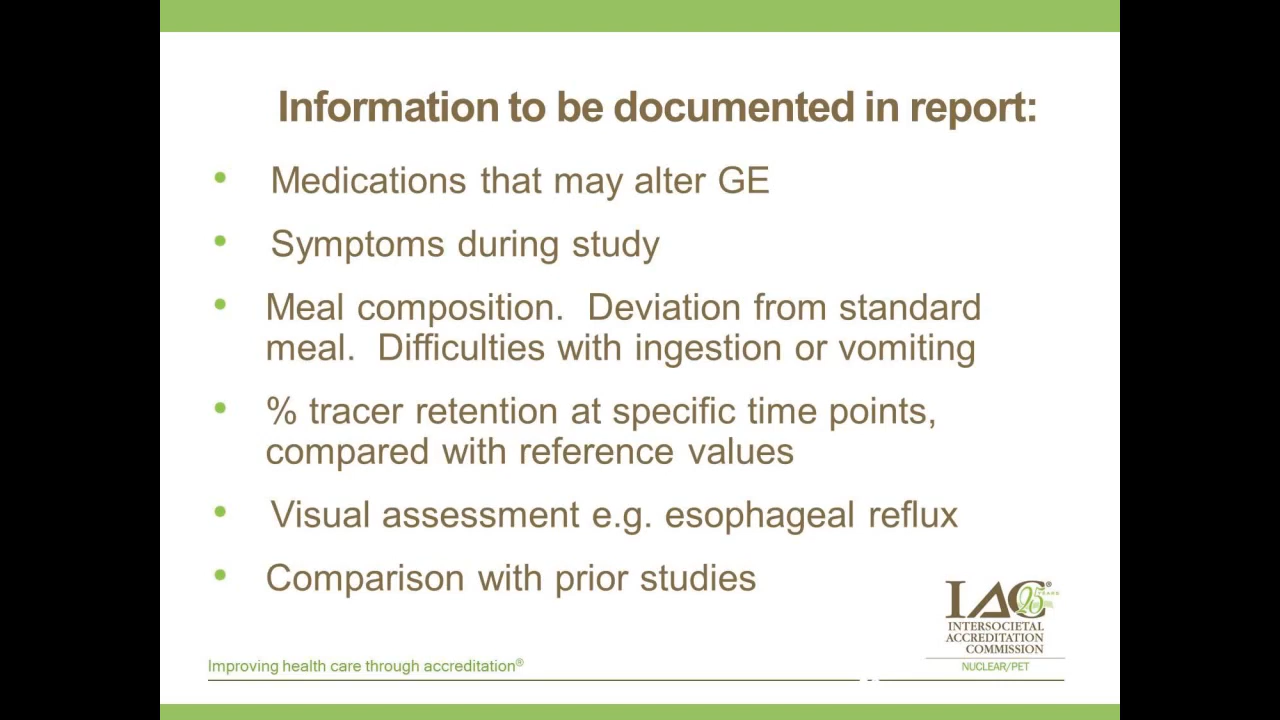 Information to be documented in report:
• Medications that may alter GE
• Symptoms during study
• Meal composition.  Deviation from standard
meal.  Difficulties with ingestion or vomiting
• % tracer retention at specific time points,
compared with reference values
• Visual assessment e.g. esophageal reflux
• Comparison with prior studies
IAC®
25 YEARS
INTERSOCIETAL
ACCREDITATION
COMMISSION
NUCLEAR/PET
Improving health care through accreditation®